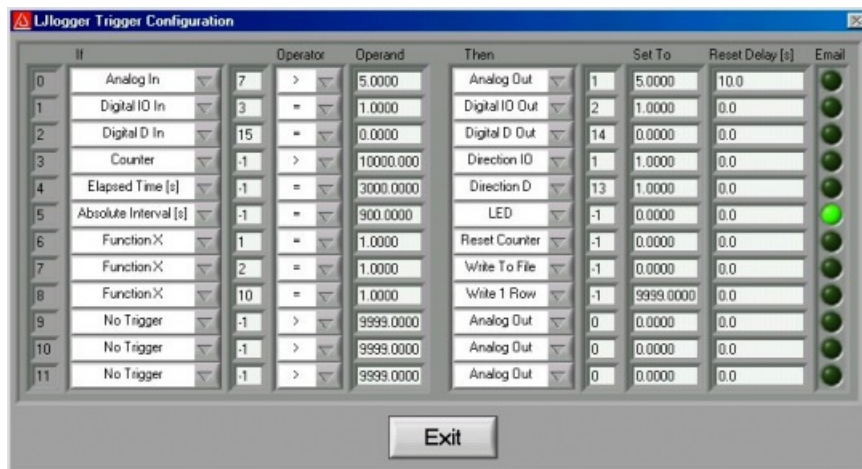 LJlogger Trigger Configuration
If Operator Operand Then Set To Reset Delay [s] Email
0 Analog In 7 > 5.0000 Analog Out 1 5.0000 10.0
1 Digital IO In 3 = 1.0000 Digital IO Out 2 1.0000 0.0
2 Digital D In 15 = 0.0000 Digital D Out 14 0.0000 0.0
3 Counter -1 > 10000.000 Direction IO 1 1.0000 0.0
4 Elapsed Time [s] -1 = 3000.0000 Direction D 13 1.0000 0.0
5 Absolute Interval [s] -1 = 900.0000 LED -1 0.0000 0.0
6 Function X 1 = 1.0000 Reset Counter -1 0.0000 0.0
7 Function X 2 = 1.0000 Write To File -1 0.0000 0.0
8 Function X 10 = 1.0000 Write 1 Row -1 9999.0000 0.0
9 No Trigger -1 > 9999.0000 Analog Out 0 0.0000 0.0
10 No Trigger -1 > 9999.0000 Analog Out 0 0.0000 0.0
11 No Trigger -1 > 9999.0000 Analog Out 0 0.0000 0.0
Exit